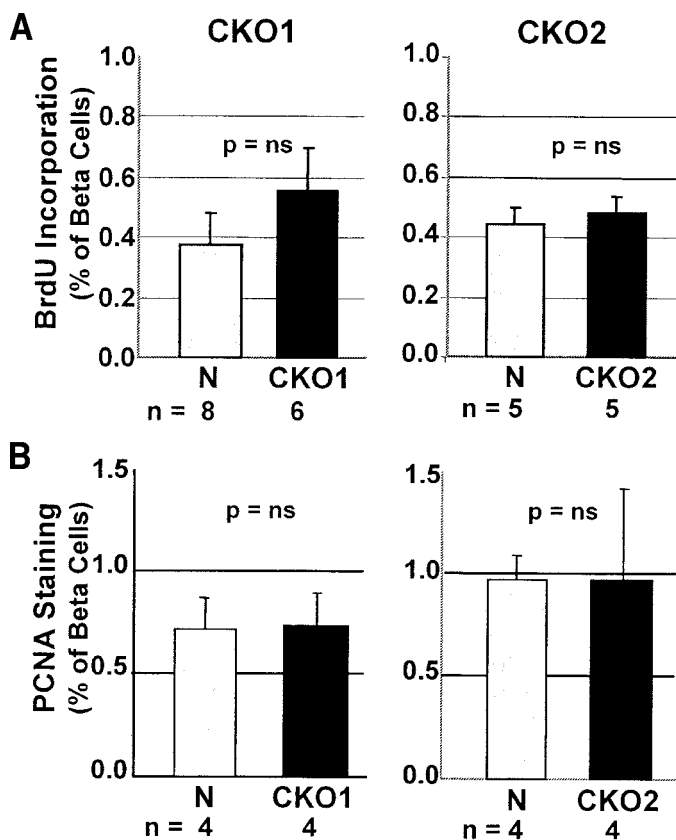 A
CKO1
CKO2
BrdU Incorporation
(% of Beta Cells)
1.0
0.8
0.6
0.4
0.2
0.0
p = ns
N CKO1
n = 8 6
1.0
0.8
0.6
0.4
0.2
0.0
p = ns
N CKO2
n = 5 5
B
PCNA Staining
(% of Beta Cells)
1.5
1.0
0.5
0.0
p = ns
N CKO1
n = 4 4
1.5
1.0
0.5
0.0
p = ns
N CKO2
n = 4 4